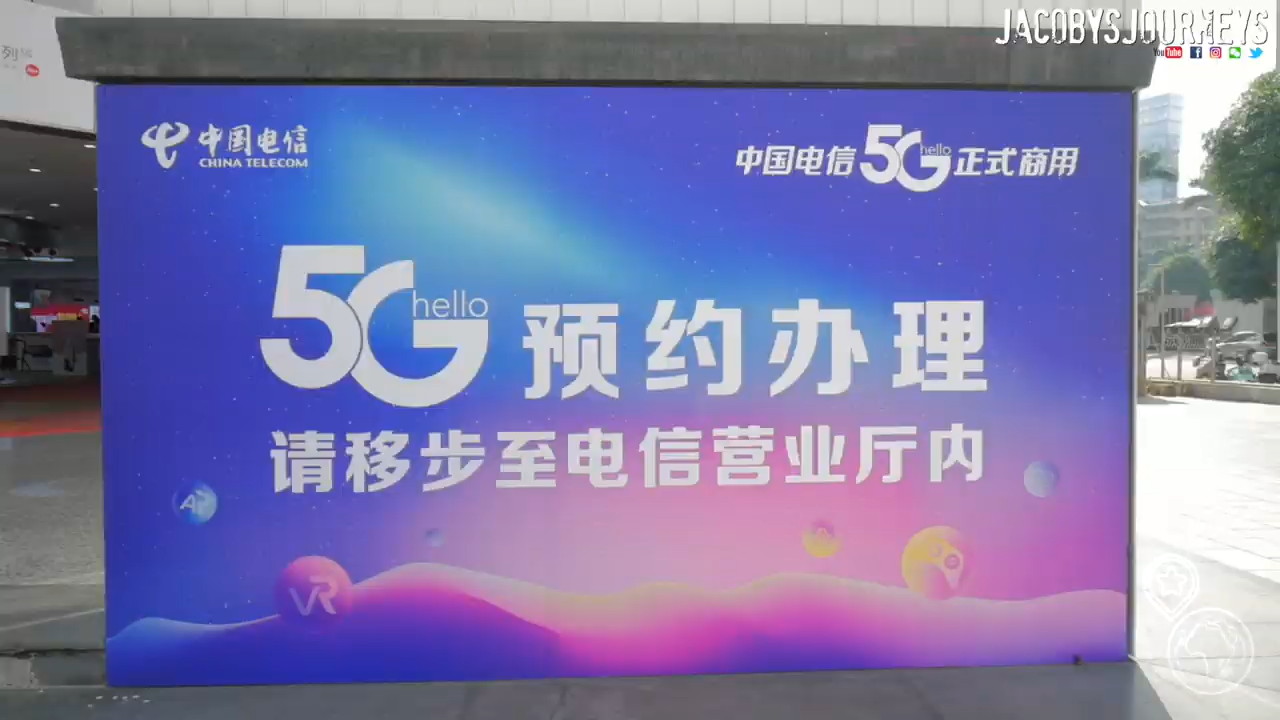 JACOBYSJOURNEYS
YouTube
列
中国电信
CHINA TELECOM
中国电信5G hello正式商用
5G hello 预约办理
请移步至电信营业厅内
VR